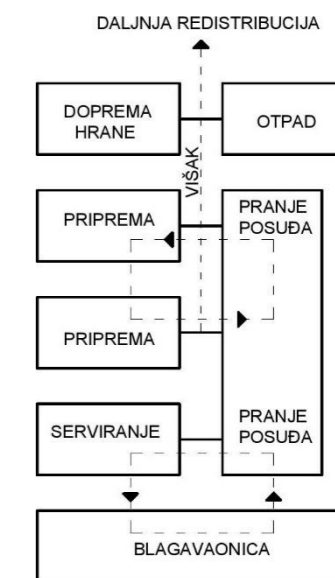 DALJNJA REDISTRIBUCIJA
DOPREMA
HRANE
OTPAD
VIŠAK
PRIPREMA
PRANJE
POSUĐA
PRIPREMA
SERVIRANJE
PRANJE
POSUĐA
BLAGAVAONICA